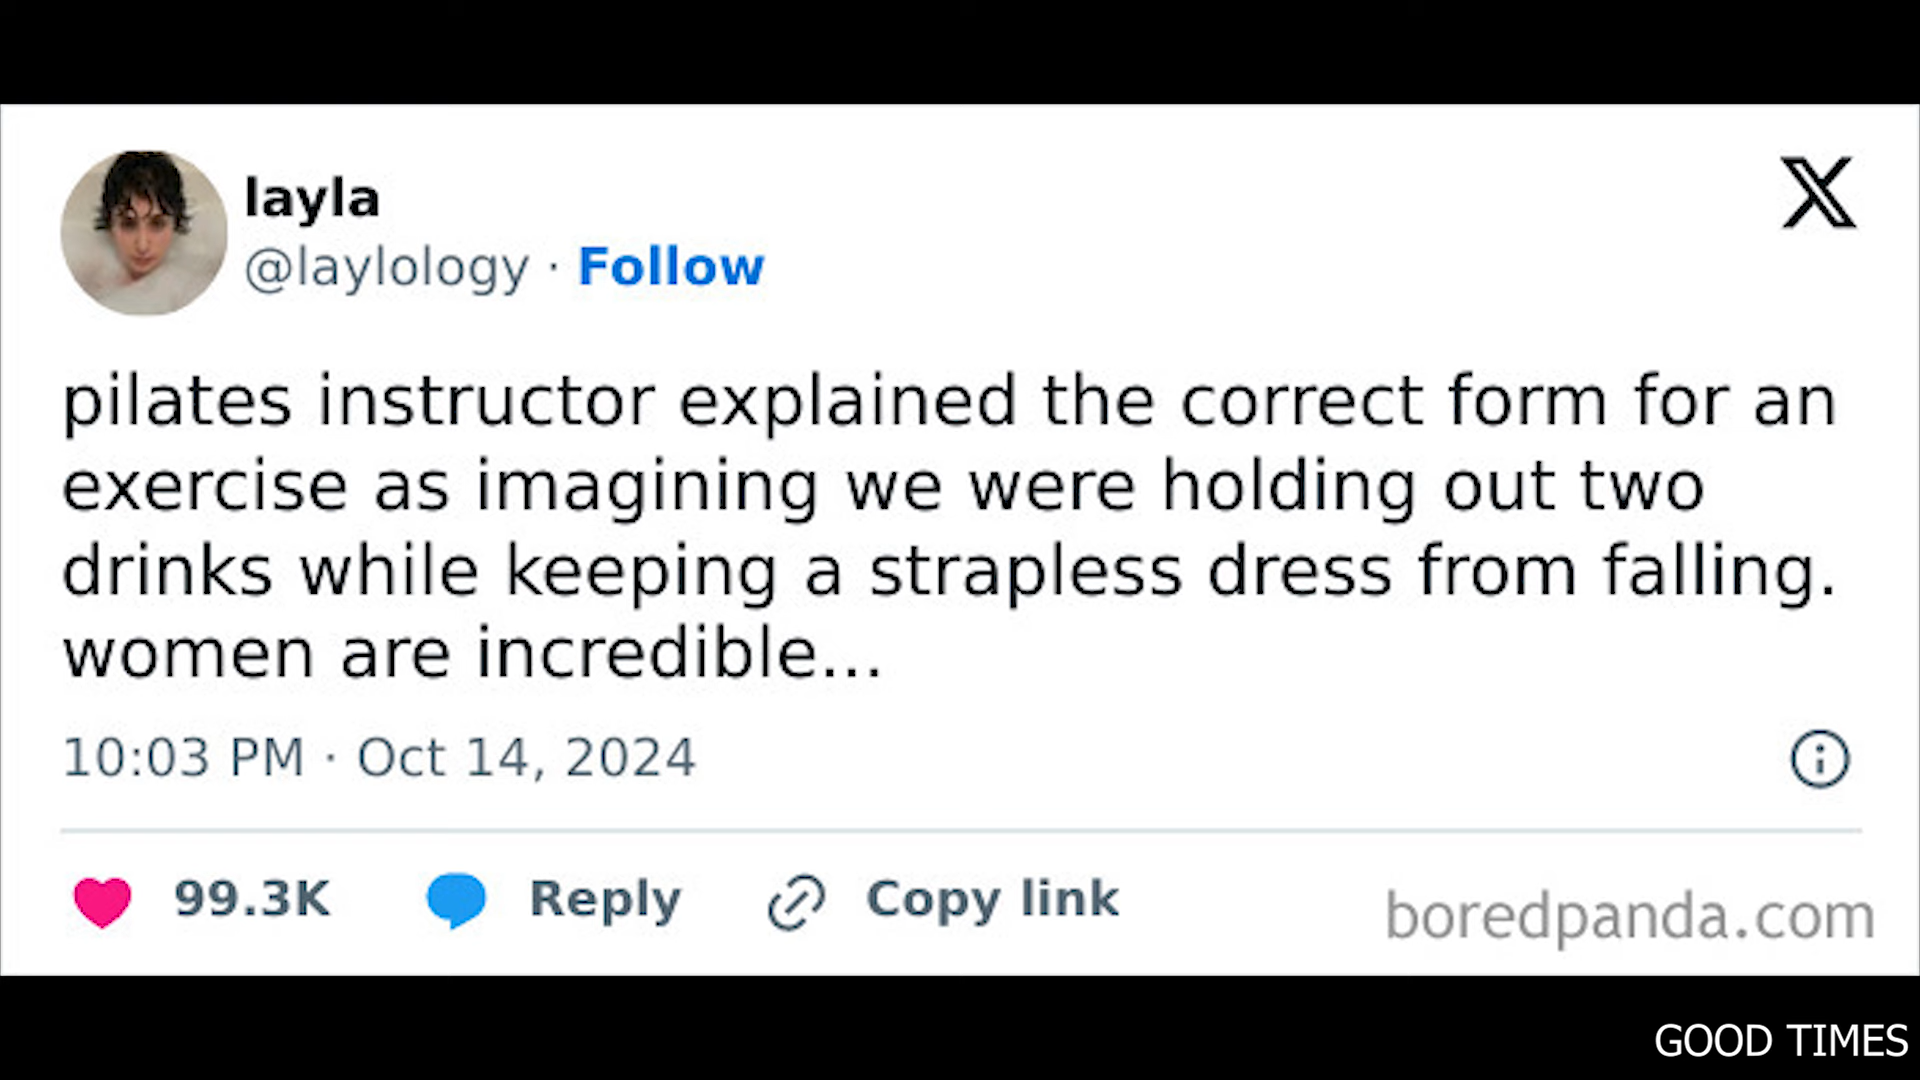 layla
@laylology · Follow
pilates instructor explained the correct form for an
exercise as imagining we were holding out two
drinks while keeping a strapless dress from falling.
women are incredible...
10:03 PM · Oct 14, 2024
99.3K Reply Copy link
boredpanda.com
GOOD TIMES